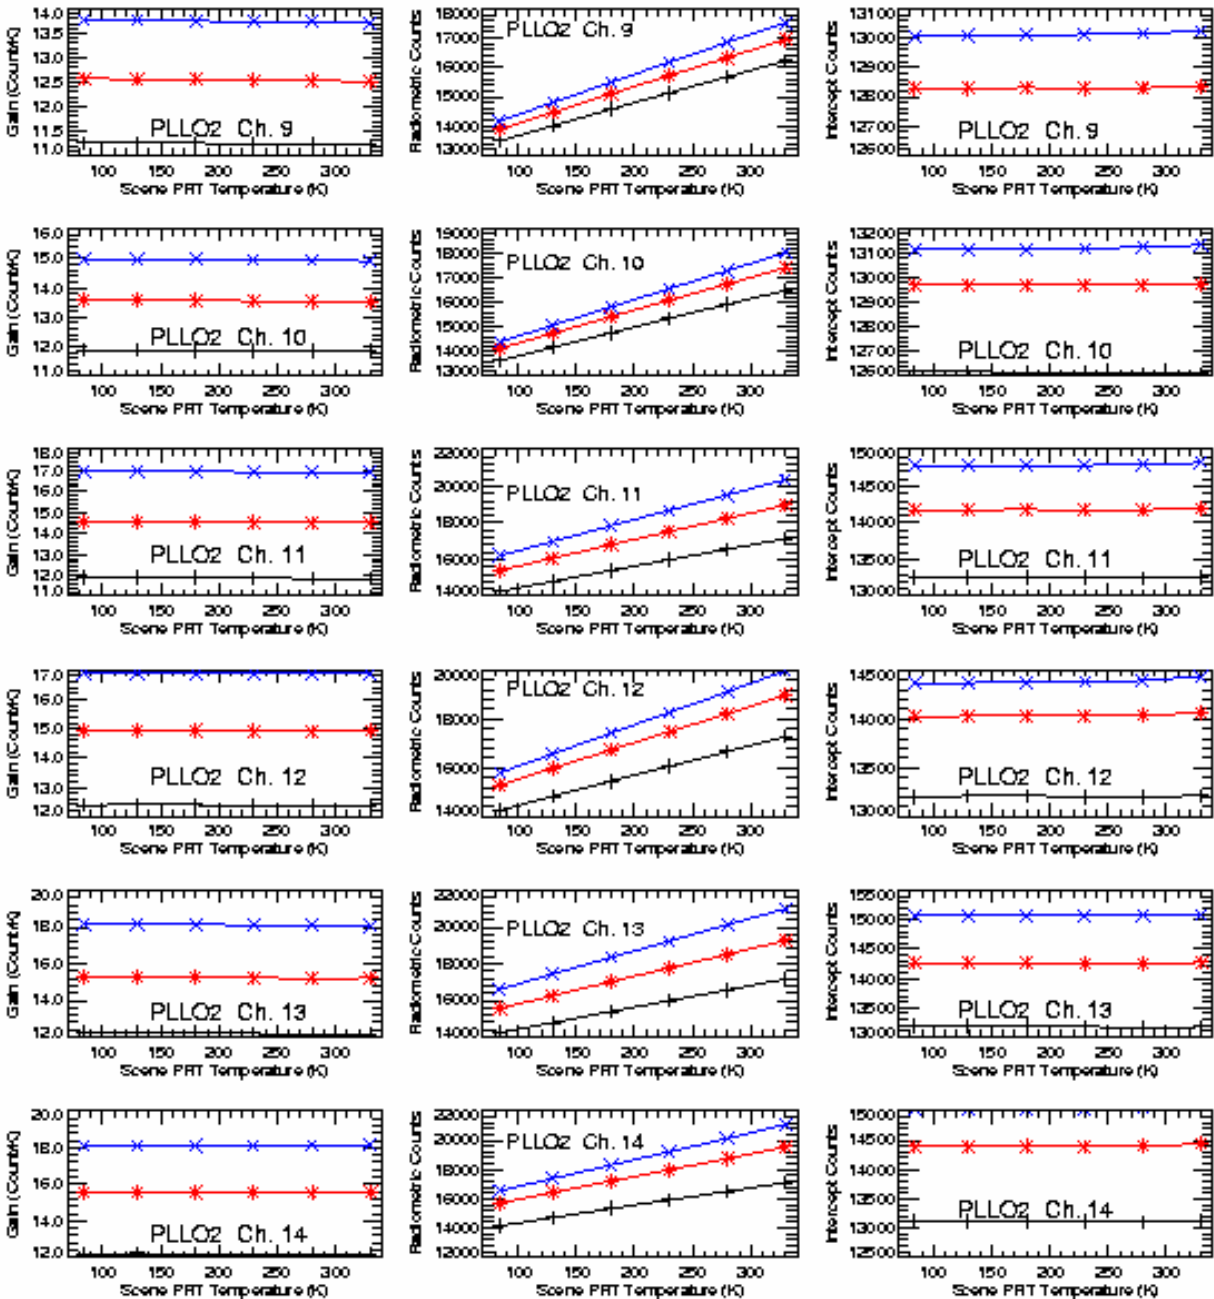 14.0
13.5
13.0
12.5
12.0
11.5
11.0
Gain (Count/K)
PLLO2 Ch. 9
100 150 200 250 300
Scene PRT Temperature (K)
18000
17000
16000
15000
14000
13000
Radiometric Counts
PLLO2 Ch. 9
100 150 200 250 300
Scene PRT Temperature (K)
13100
13000
12900
12800
12700
12600
Intercept Counts
PLLO2 Ch. 9
100 150 200 250 300
Scene PRT Temperature (K)
16.0
15.0
14.0
13.0
12.0
11.0
Gain (Count/K)
PLLO2 Ch. 10
100 150 200 250 300
Scene PRT Temperature (K)
19000
18000
17000
16000
15000
14000
13000
Radiometric Counts
PLLO2 Ch. 10
100 150 200 250 300
Scene PRT Temperature (K)
13200
13100
13000
12900
12800
12700
12600
Intercept Counts
PLLO2 Ch. 10
100 150 200 250 300
Scene PRT Temperature (K)
18.0
17.0
16.0
15.0
14.0
13.0
12.0
11.0
Gain (Count/K)
PLLO2 Ch. 11
100 150 200 250 300
Scene PRT Temperature (K)
22000
20000
18000
16000
14000
Radiometric Counts
PLLO2 Ch. 11
100 150 200 250 300
Scene PRT Temperature (K)
15000
14500
14000
13500
13000
Intercept Counts
PLLO2 Ch. 11
100 150 200 250 300
Scene PRT Temperature (K)
17.0
16.0
15.0
14.0
13.0
12.0
Gain (Count/K)
PLLO2 Ch. 12
100 150 200 250 300
Scene PRT Temperature (K)
20000
18000
16000
14000
Radiometric Counts
PLLO2 Ch. 12
100 150 200 250 300
Scene PRT Temperature (K)
14500
14000
13500
13000
Intercept Counts
PLLO2 Ch. 12
100 150 200 250 300
Scene PRT Temperature (K)
20.0
18.0
16.0
14.0
12.0
Gain (Count/K)
PLLO2 Ch. 13
100 150 200 250 300
Scene PRT Temperature (K)
22000
20000
18000
16000
14000
Radiometric Counts
PLLO2 Ch. 13
100 150 200 250 300
Scene PRT Temperature (K)
15500
15000
14500
14000
13500
13000
Intercept Counts
PLLO2 Ch. 13
100 150 200 250 300
Scene PRT Temperature (K)
20.0
18.0
16.0
14.0
12.0
Gain (Count/K)
PLLO2 Ch. 14
100 150 200 250 300
Scene PRT Temperature (K)
22000
20000
18000
16000
14000
12000
Radiometric Counts
PLLO2 Ch. 14
100 150 200 250 300
Scene PRT Temperature (K)
15000
14500
14000
13500
13000
12500
Intercept Counts
PLLO2 Ch. 14
100 150 200 250 300
Scene PRT Temperature (K)